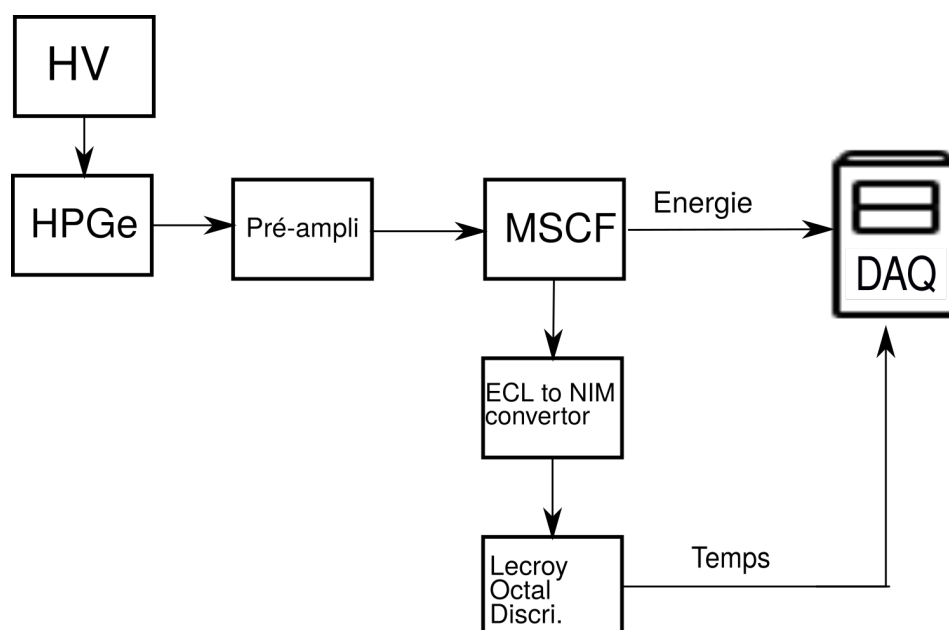 HV
HPGe
Pré-ampli
MSCF
Energie
DAQ
ECL to NIM
convertor
Lecroy
Octal
Discri.
Temps